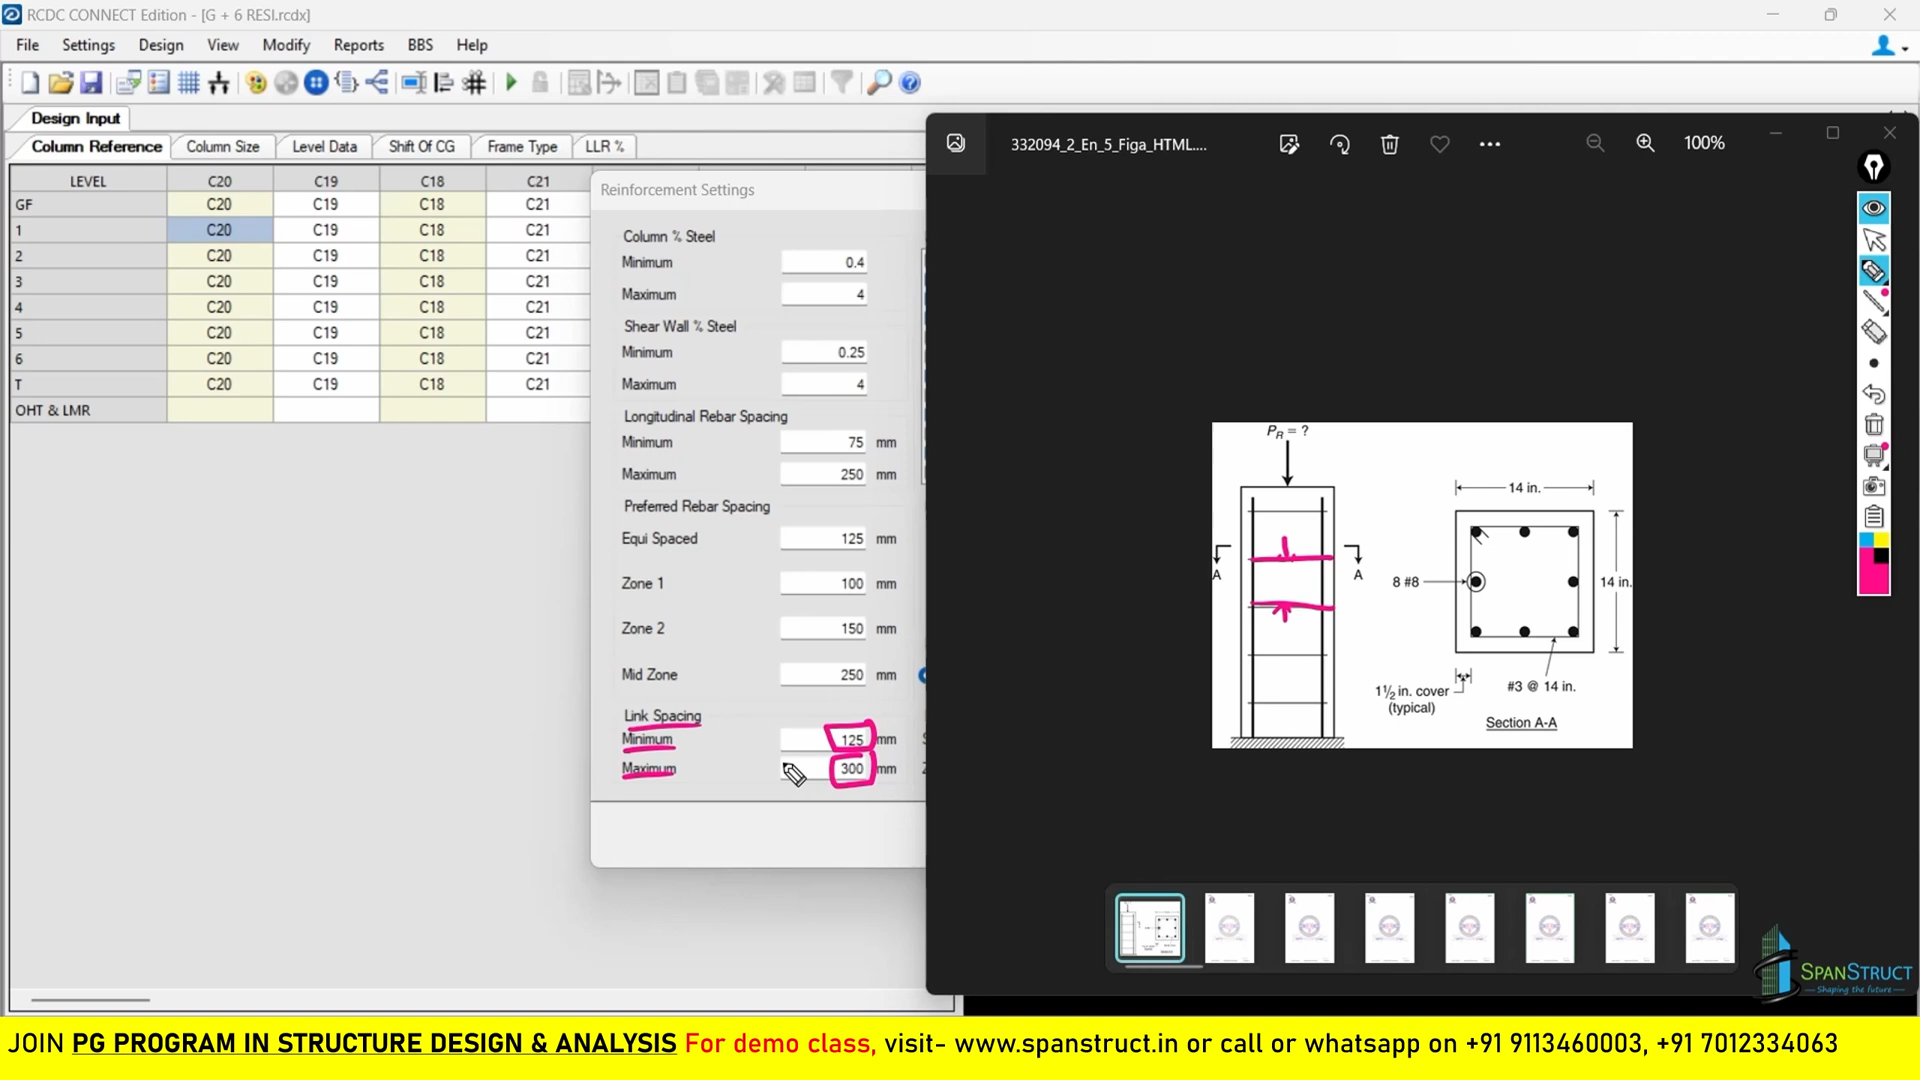 RCDC CONNECT Edition - [G + 6 RESI.rcdx]
File Settings Design View Modify Reports BBS Help
Design Input
Column Reference Column Size Level Data Shift Of CG Frame Type LLR %
LEVEL C20 C19 C18 C21
GF C20 C19 C18 C21
1 C20 C19 C18 C21
2 C20 C19 C18 C21
3 C20 C19 C18 C21
4 C20 C19 C18 C21
5 C20 C19 C18 C21
6 C20 C19 C18 C21
T C20 C19 C18 C21
OHT & LMR
Reinforcement Settings
Column % Steel
Minimum 0.4
Maximum 4
Shear Wall % Steel
Minimum 0.25
Maximum 4
Longitudinal Rebar Spacing
Minimum 75 mm
Maximum 250 mm
Preferred Rebar Spacing
Equi Spaced 125 mm
Zone 1 100 mm
Zone 2 150 mm
Mid Zone 250 mm
Link Spacing
Minimum 125 mm
Maximum 300 mm
332094_2_En_5_Figa_HTML.... 100%
P_R = ?
14 in.
A A
8 #8 14 in.
1½ in. cover #3 @ 14 in.
(typical)
Section A-A
SPANSTRUCT
Shaping the future
JOIN PG PROGRAM IN STRUCTURE DESIGN & ANALYSIS For demo class, visit- www.spanstruct.in or call or whatsapp on +91 9113460003, +91 7012334063